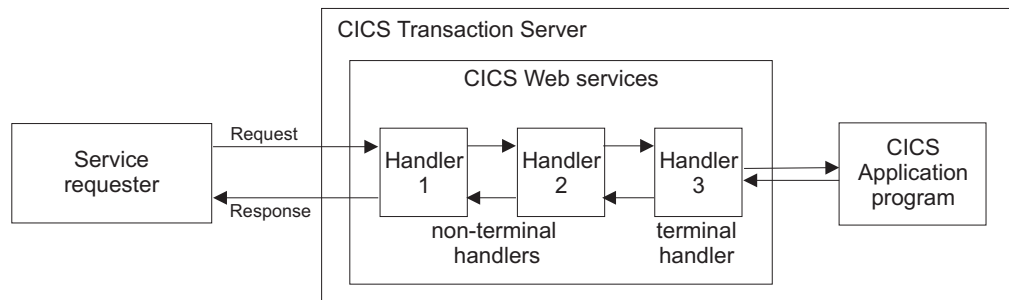 CICS Transaction Server
CICS Web services
Request
Service
requester
Response
Handler
1
Handler
2
Handler
3
non-terminal
handlers
terminal
handler
CICS
Application
program